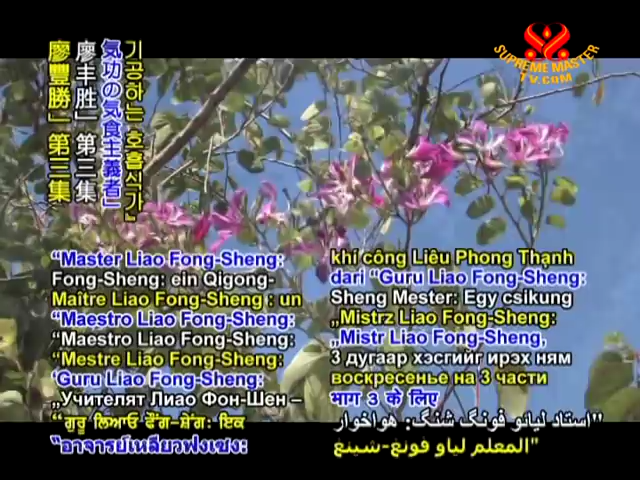 SUPREME MASTER
TV.COM
기공하는 호흡식가』
気功の気食主義者」
廖丰胜」第三集
廖豐勝」第三集
“Master Liao Fong-Sheng:
Fong-Sheng: ein Qigong-
Maître Liao Fong-Sheng : un
“Maestro Liao Fong-Sheng:
“Maestro Liao Fong-Sheng:
“Mestre Liao Fong-Sheng:
‘Guru Liao Fong-Sheng:
„Учителят Лиао Фон-Шен –
“ਗੁਰੂ ਲਿਆਓ ਫੌਂਗ-ਸ਼ੇਂਗ: ਇਕ
“อาจารย์เหลียวฟงเซง:
khí công Liêu Phong Thạnh
dari “Guru Liao Fong-Sheng:
Sheng Mester: Egy csikung
„Mistrz Liao Fong-Sheng:
„Mistr Liao Fong-Sheng,
3 дугаар хэсгийг ирэх ням
воскресенье на 3 части
भाग 3 के लिए
"استاد لیائو فونگ شنگ: هواخوار
المعلم لياو فونغ-شينغ"